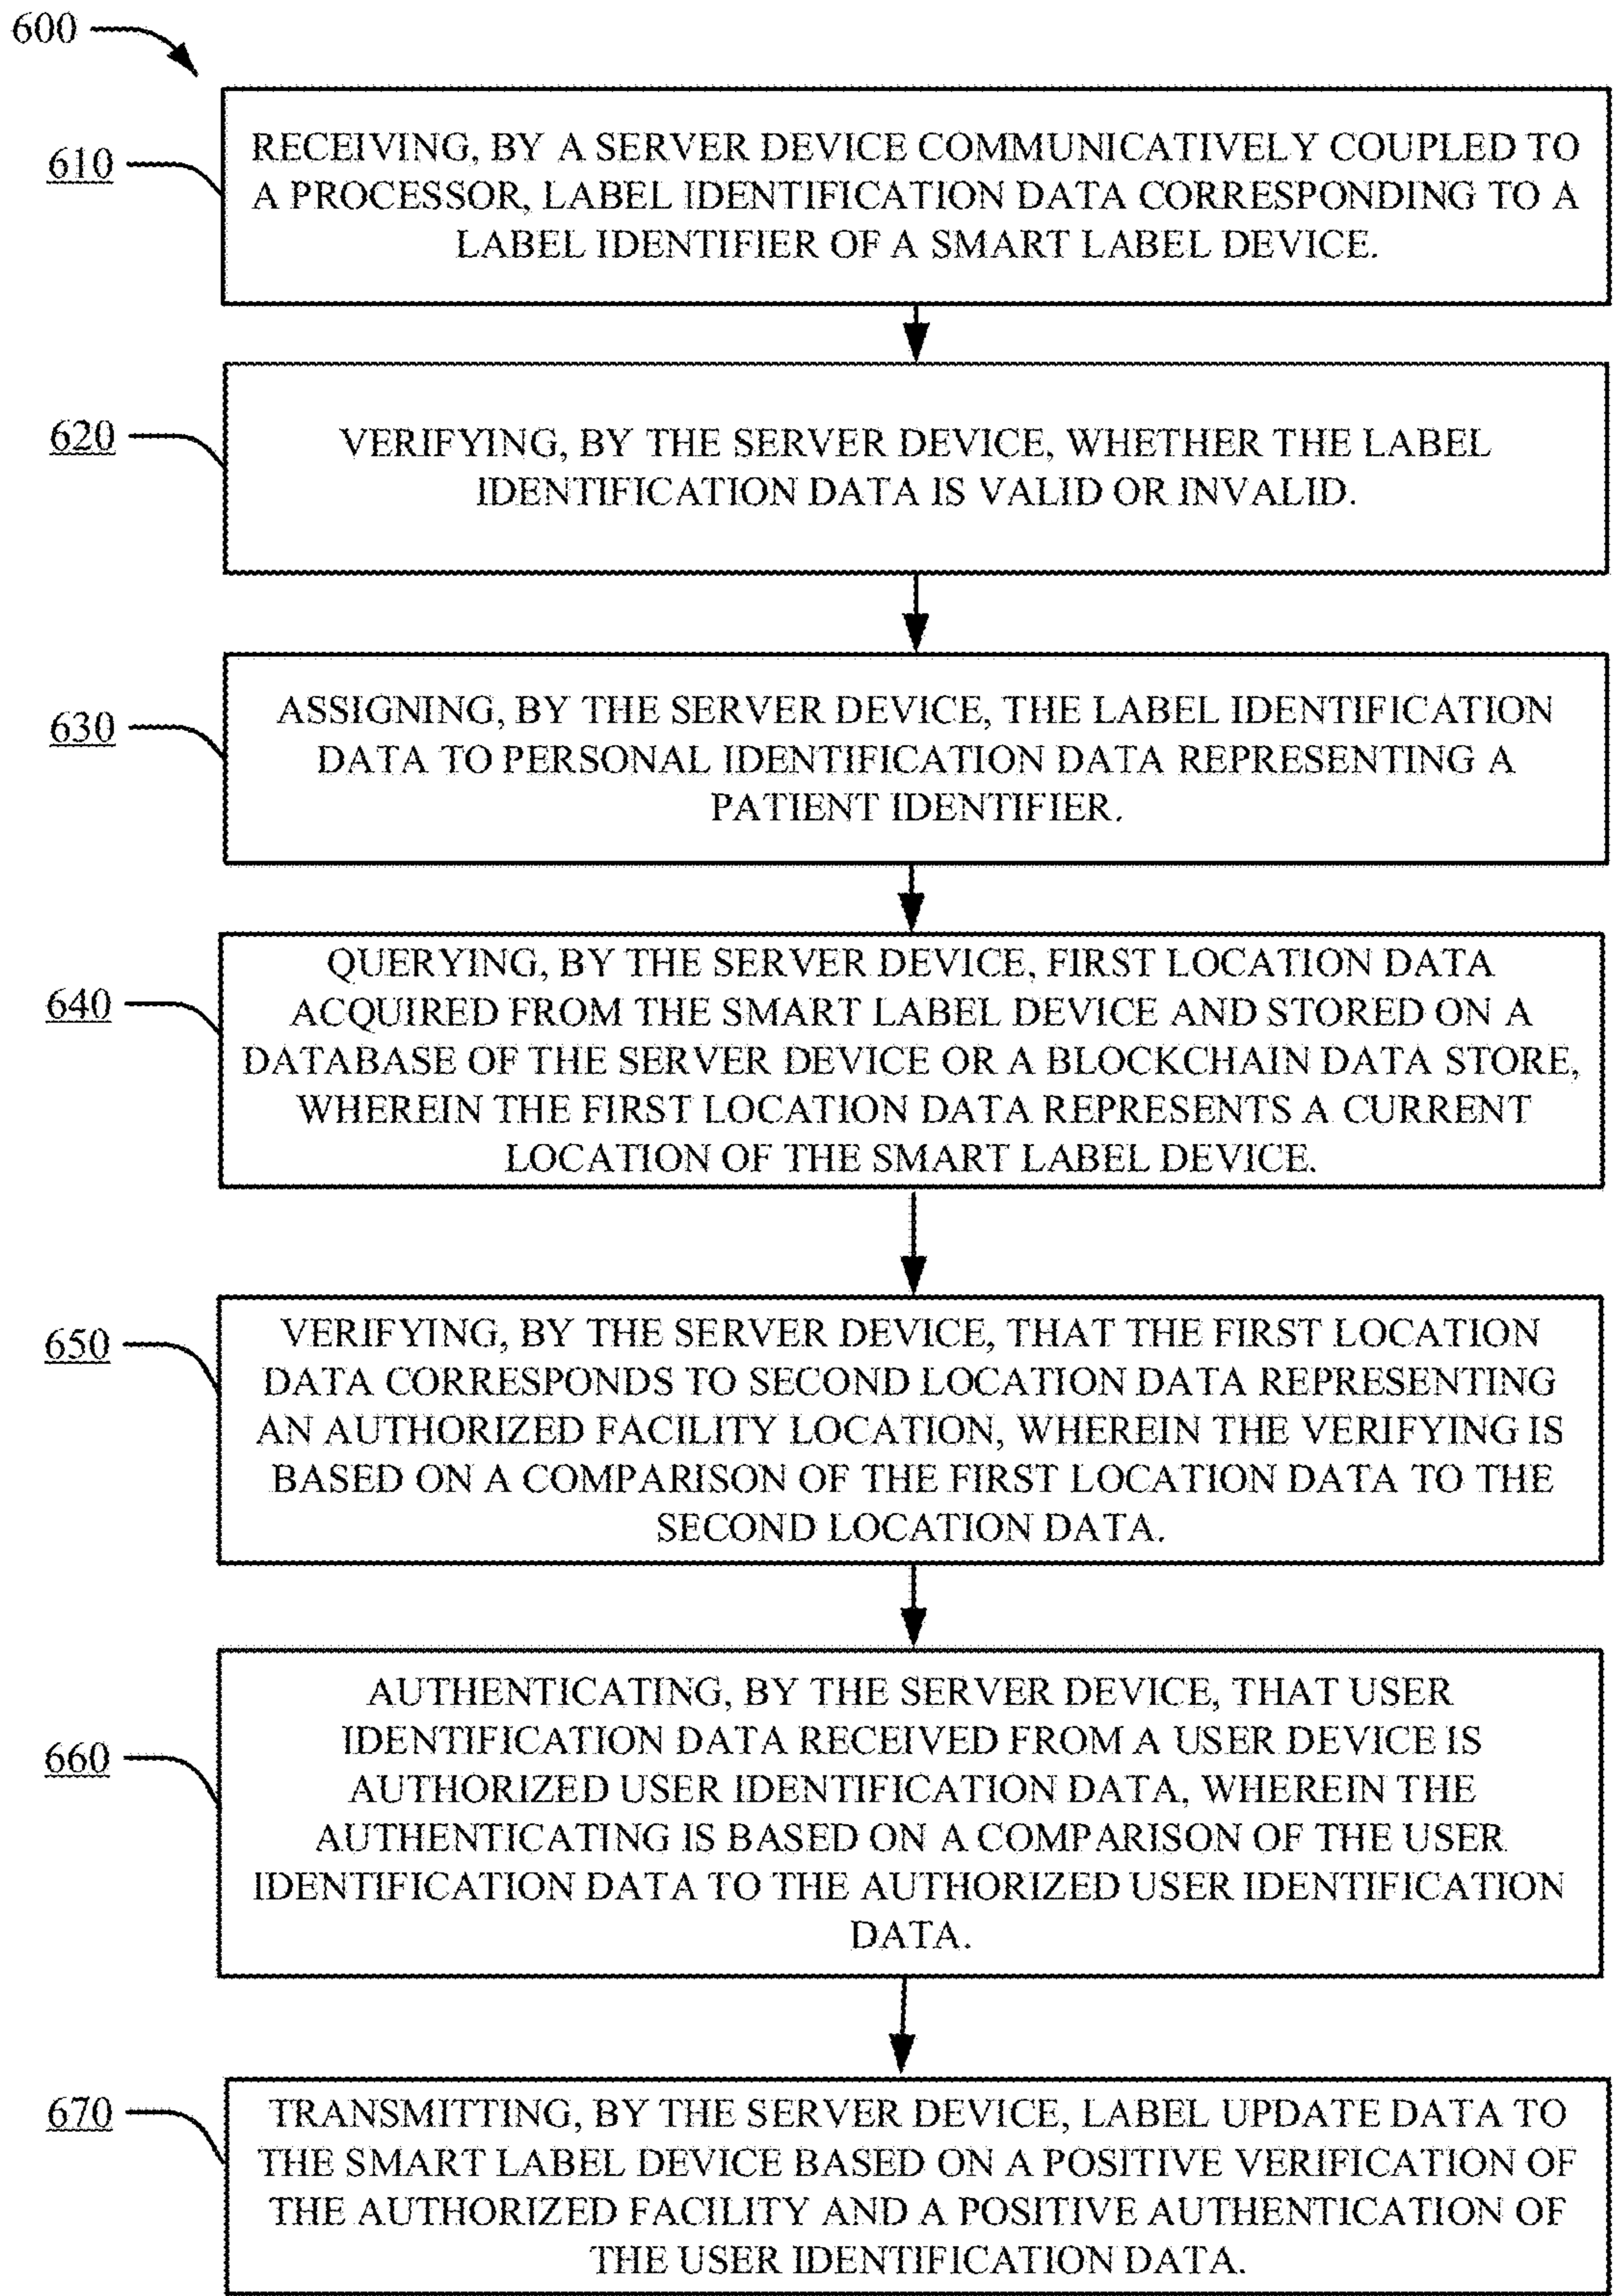 600
610
RECEIVING, BY A SERVER DEVICE COMMUNICATIVELY COUPLED TO
A PROCESSOR, LABEL IDENTIFICATION DATA CORRESPONDING TO A
LABEL IDENTIFIER OF A SMART LABEL DEVICE.
620
VERIFYING, BY THE SERVER DEVICE, WHETHER THE LABEL
IDENTIFICATION DATA IS VALID OR INVALID.
630
ASSIGNING, BY THE SERVER DEVICE, THE LABEL IDENTIFICATION
DATA TO PERSONAL IDENTIFICATION DATA REPRESENTING A
PATIENT IDENTIFIER.
640
QUERYING, BY THE SERVER DEVICE, FIRST LOCATION DATA
ACQUIRED FROM THE SMART LABEL DEVICE AND STORED ON A
DATABASE OF THE SERVER DEVICE OR A BLOCKCHAIN DATA STORE,
WHEREIN THE FIRST LOCATION DATA REPRESENTS A CURRENT
LOCATION OF THE SMART LABEL DEVICE.
650
VERIFYING, BY THE SERVER DEVICE, THAT THE FIRST LOCATION
DATA CORRESPONDS TO SECOND LOCATION DATA REPRESENTING
AN AUTHORIZED FACILITY LOCATION, WHEREIN THE VERIFYING IS
BASED ON A COMPARISON OF THE FIRST LOCATION DATA TO THE
SECOND LOCATION DATA.
660
AUTHENTICATING, BY THE SERVER DEVICE, THAT USER
IDENTIFICATION DATA RECEIVED FROM A USER DEVICE IS
AUTHORIZED USER IDENTIFICATION DATA, WHEREIN THE
AUTHENTICATING IS BASED ON A COMPARISON OF THE USER
IDENTIFICATION DATA TO THE AUTHORIZED USER IDENTIFICATION
DATA.
670
TRANSMITTING, BY THE SERVER DEVICE, LABEL UPDATE DATA TO
THE SMART LABEL DEVICE BASED ON A POSITIVE VERIFICATION OF
THE AUTHORIZED FACILITY AND A POSITIVE AUTHENTICATION OF
THE USER IDENTIFICATION DATA.